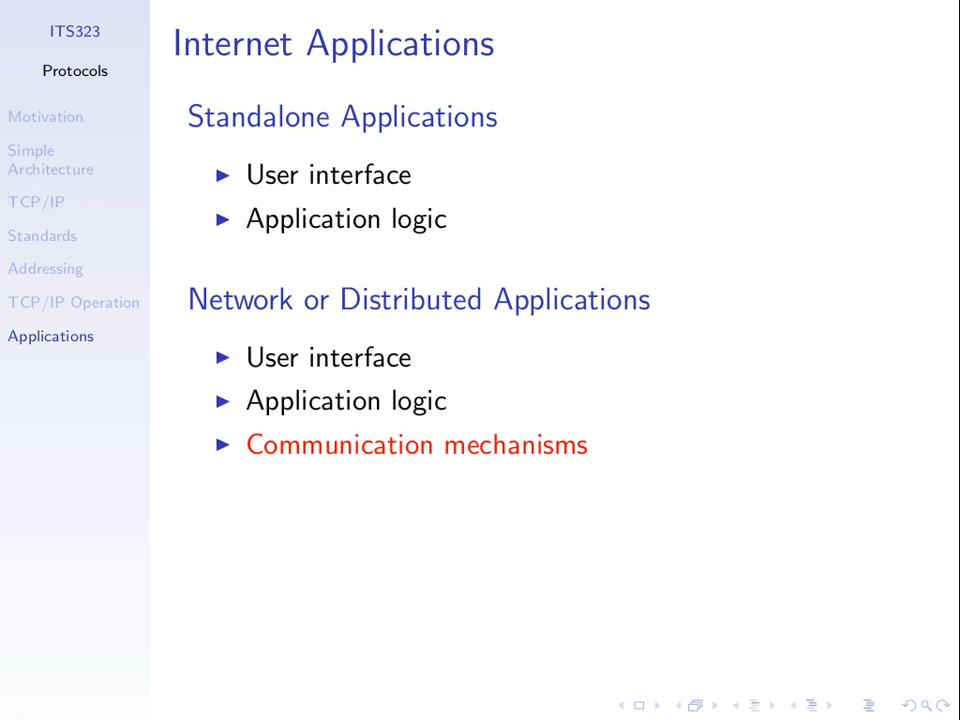 ITS323
Protocols
Motivation
Simple
Architecture
TCP/IP
Standards
Addressing
TCP/IP Operation
Applications
Internet Applications
Standalone Applications
User interface
Application logic
Network or Distributed Applications
User interface
Application logic
Communication mechanisms